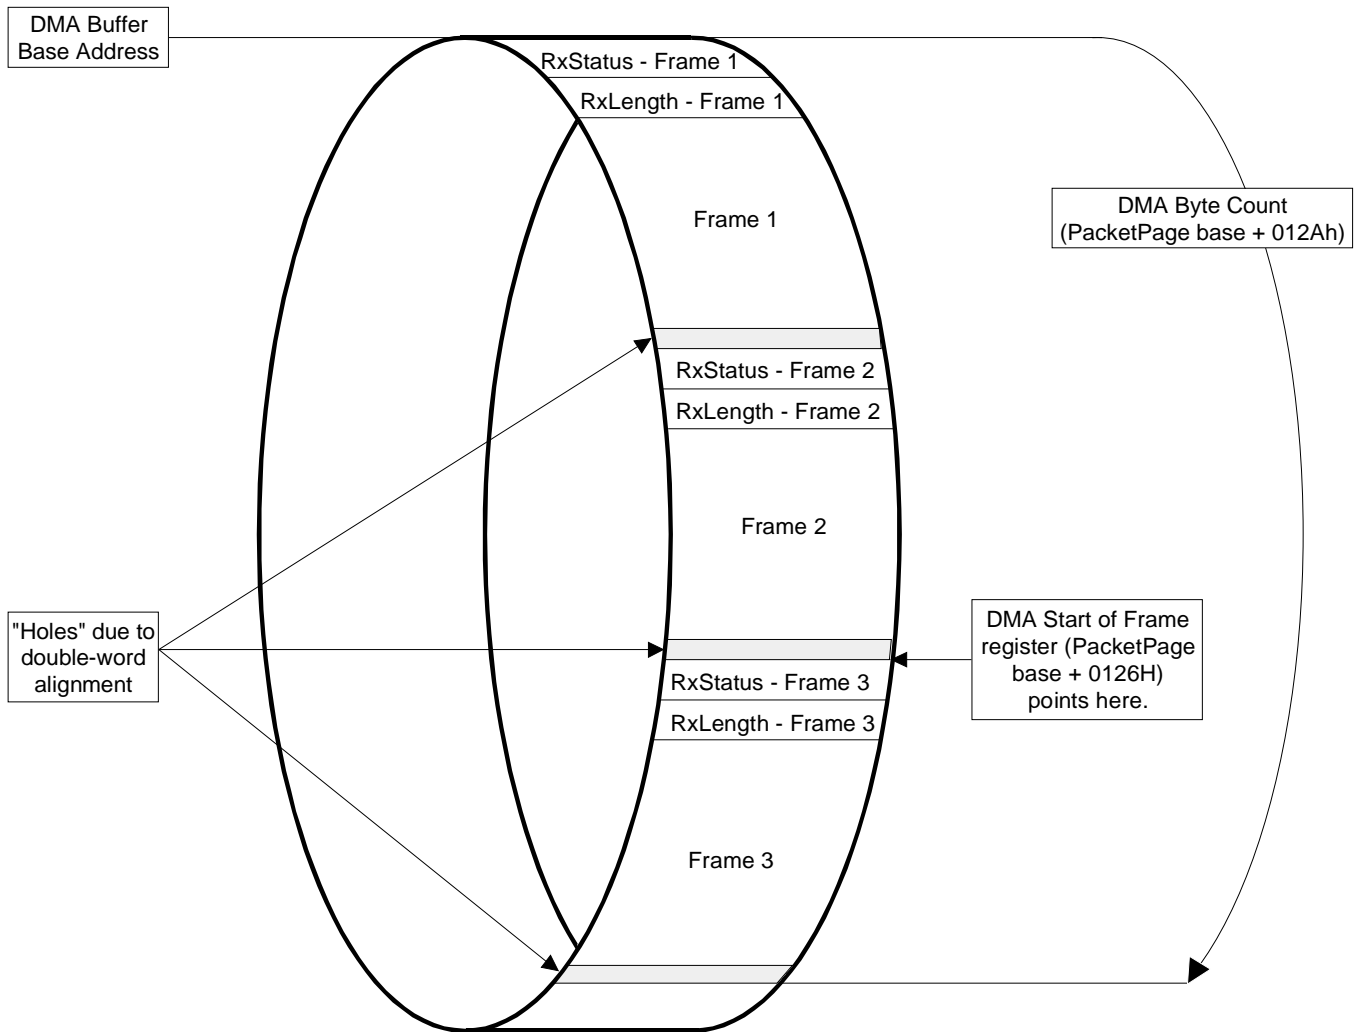 DMA Buffer
Base Address
RxStatus - Frame 1
RxLength - Frame 1
Frame 1
DMA Byte Count
(PacketPage base + 012Ah)
RxStatus - Frame 2
RxLength - Frame 2
Frame 2
"Holes" due to
double-word
alignment
DMA Start of Frame
register (PacketPage
base + 0126H)
points here.
RxStatus - Frame 3
RxLength - Frame 3
Frame 3